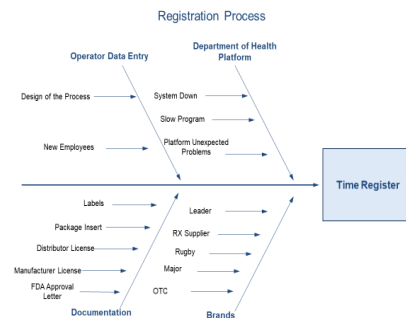 Registration Process
Operator Data Entry
Department of Health
Platform
Design of the Process
System Down
Slow Program
New Employees
Platform Unexpected
Problems
Time Register
Labels
Leader
Package Insert
RX Supplier
Distributor License
Rugby
Manufacturer License
Major
FDA Approval
Letter
OTC
Documentation
Brands